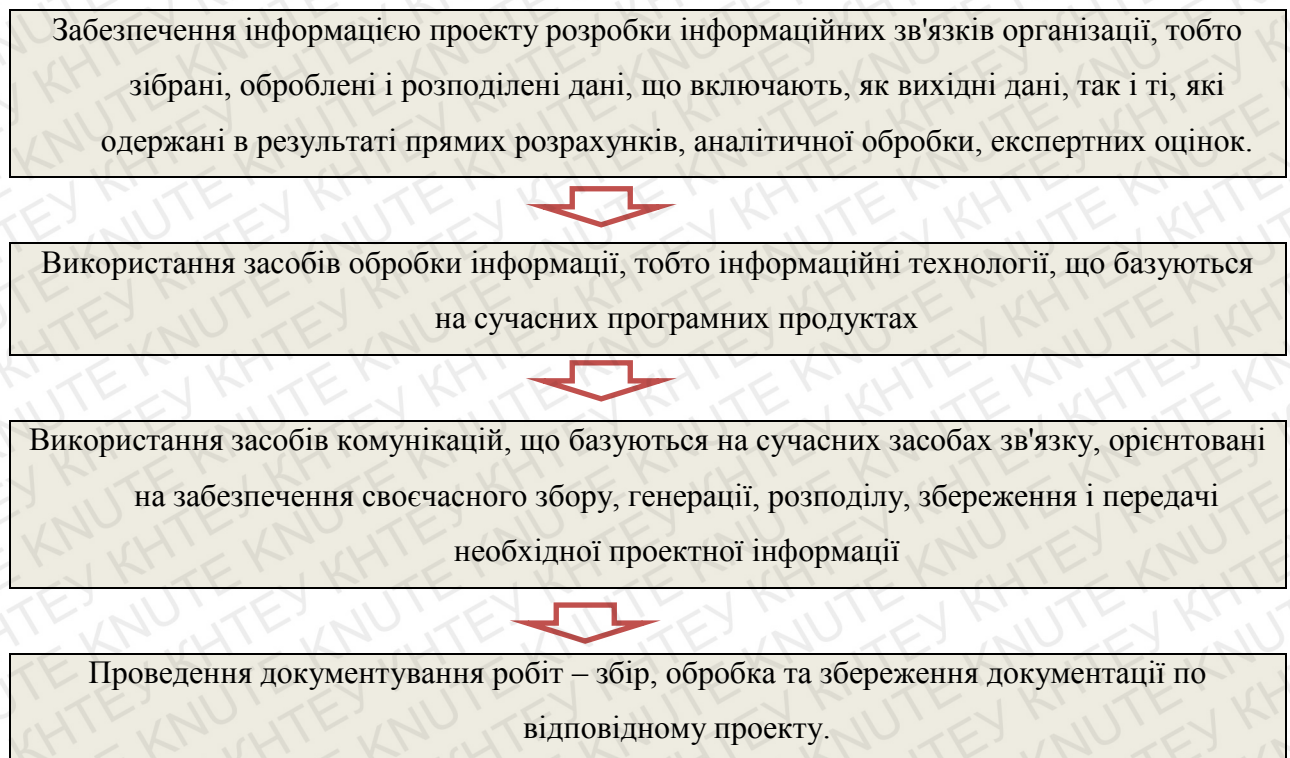 Забезпечення інформацією проекту розробки інформаційних зв'язків організації, тобто
зібрані, оброблені і розподілені дані, що включають, як вихідні дані, так і ті, які
одержані в результаті прямих розрахунків, аналітичної обробки, експертних оцінок.
Використання засобів обробки інформації, тобто інформаційні технології, що базуються
на сучасних програмних продуктах
Використання засобів комунікацій, що базуються на сучасних засобах зв'язку, орієнтовані
на забезпечення своєчасного збору, генерації, розподілу, збереження і передачі
необхідної проектної інформації
Проведення документування робіт – збір, обробка та збереження документації по
відповідному проекту.